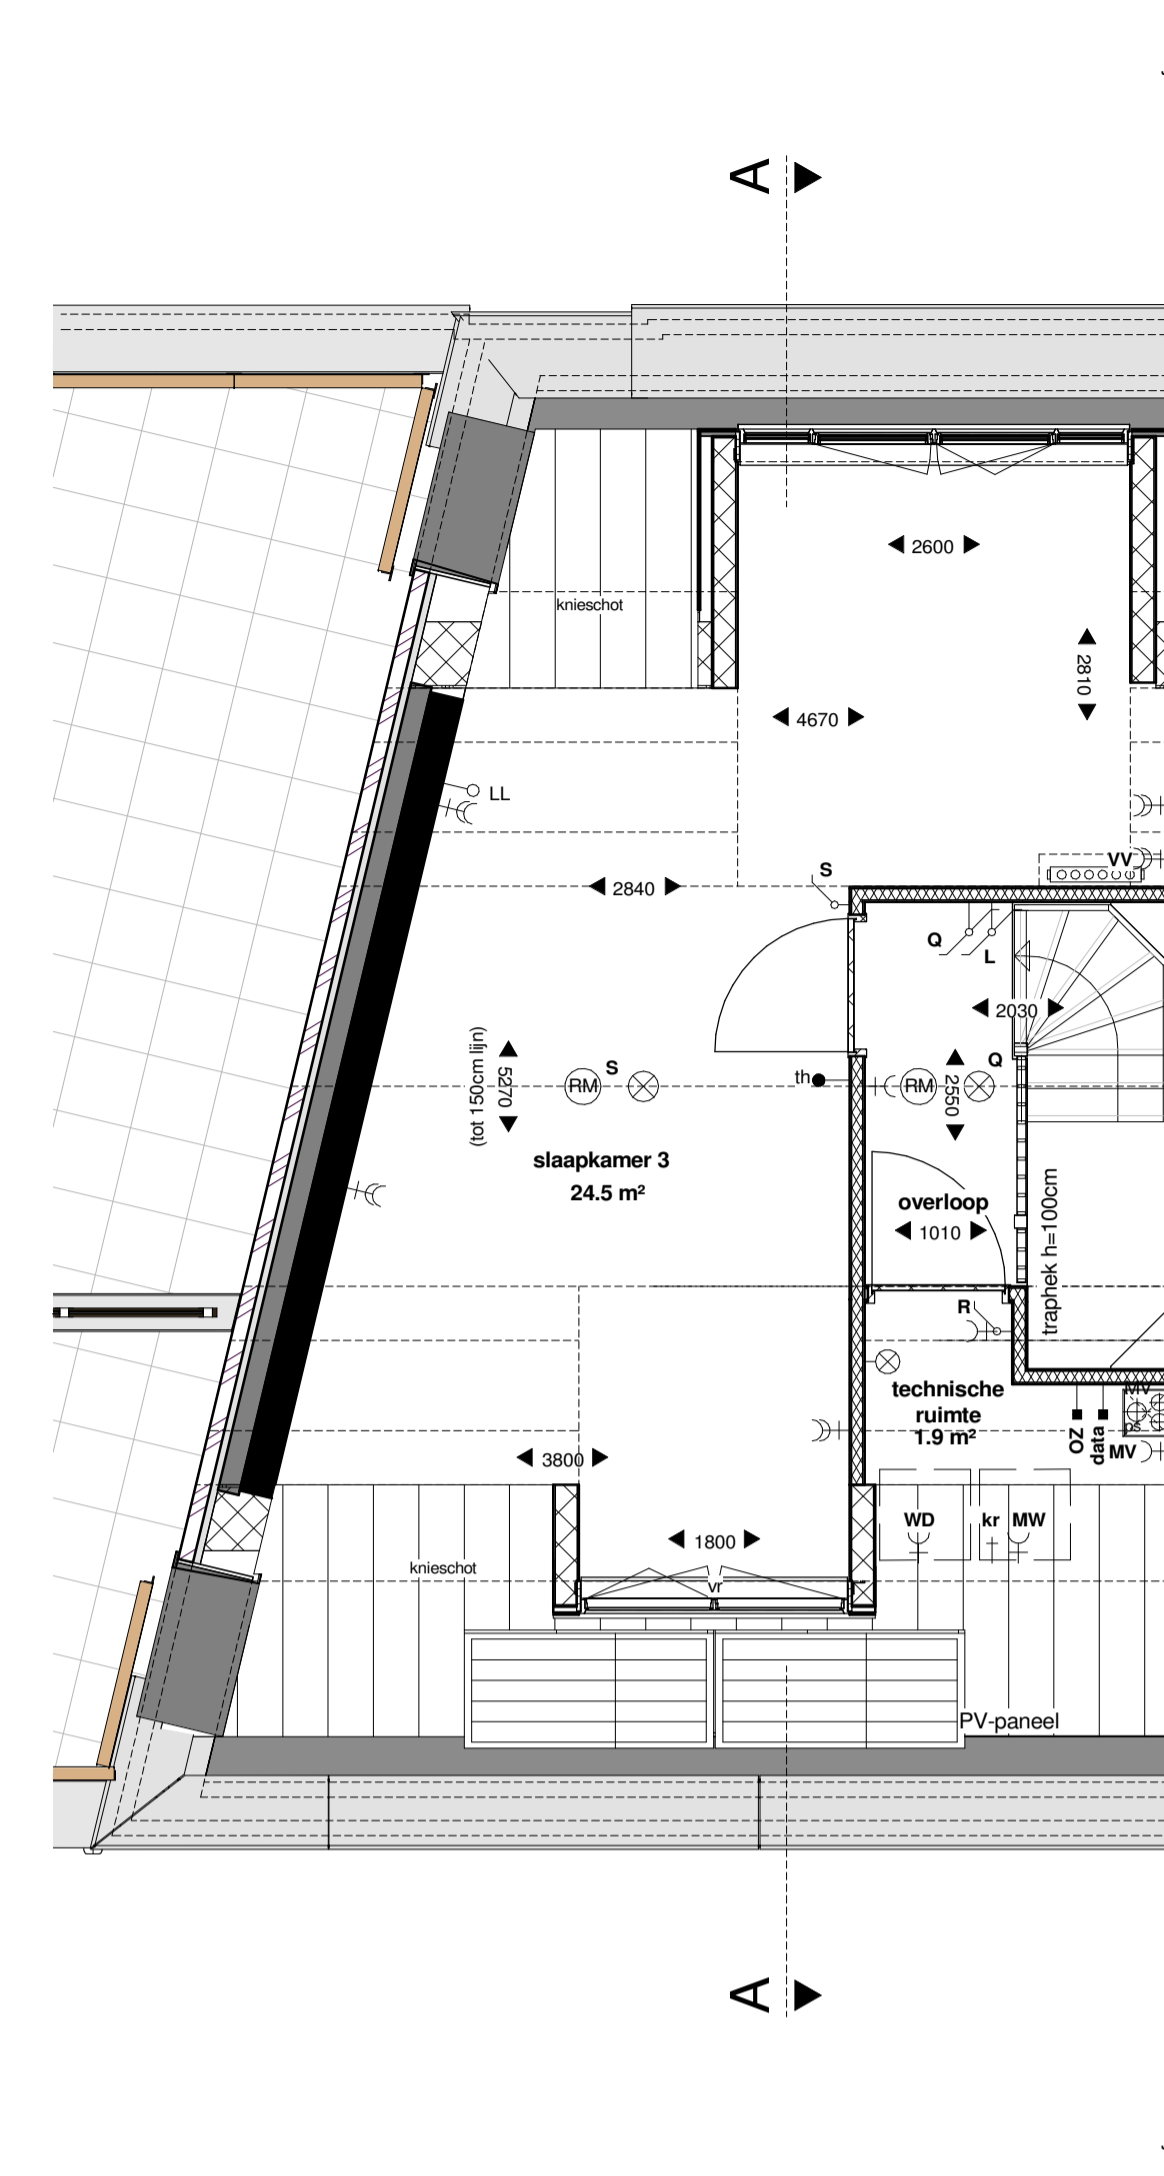 A
2600
knieschot
2810
4670
LL
VV
S
2840
Q
L
2030
(tot 150cm lijn)
5270
RM
S
th
RM
2550
Q
slaapkamer 3
24.5 m²
overloop
1010
traphek h=100cm
R
technische
ruimte
1.9 m²
MV
OZ
data
MV
3800
WD
kr
MW
1800
knieschot
vr
PV-paneel
A